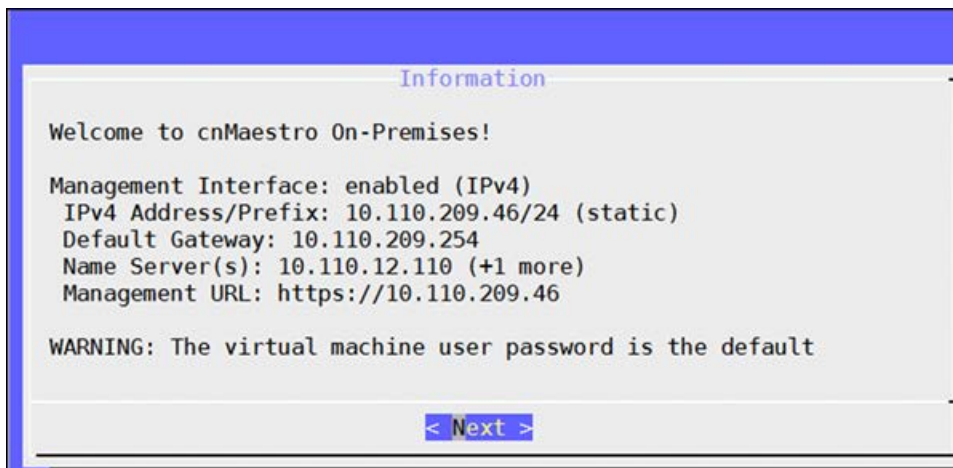 Information
Welcome to cnMaestro On-Premises!
Management Interface: enabled (IPv4)
IPv4 Address/Prefix: 10.110.209.46/24 (static)
Default Gateway: 10.110.209.254
Name Server(s): 10.110.12.110 (+1 more)
Management URL: https://10.110.209.46
WARNING: The virtual machine user password is the default
< Next >